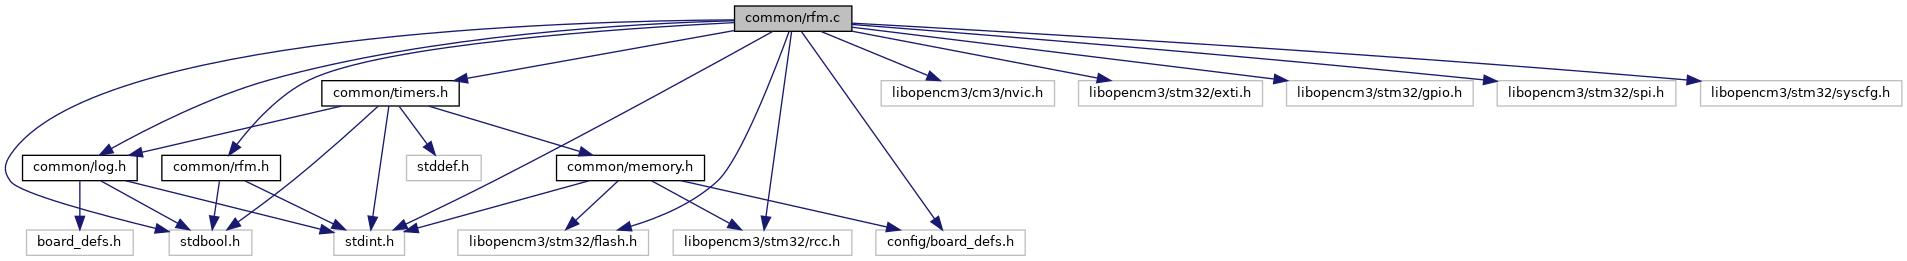 common/rfm.c
common/timers.h
libopencm3/cm3/nvic.h
libopencm3/stm32/exti.h
libopencm3/stm32/gpio.h
libopencm3/stm32/spi.h
libopencm3/stm32/syscfg.h
common/log.h
common/rfm.h
stddef.h
common/memory.h
board_defs.h
stdbool.h
stdint.h
libopencm3/stm32/flash.h
libopencm3/stm32/rcc.h
config/board_defs.h